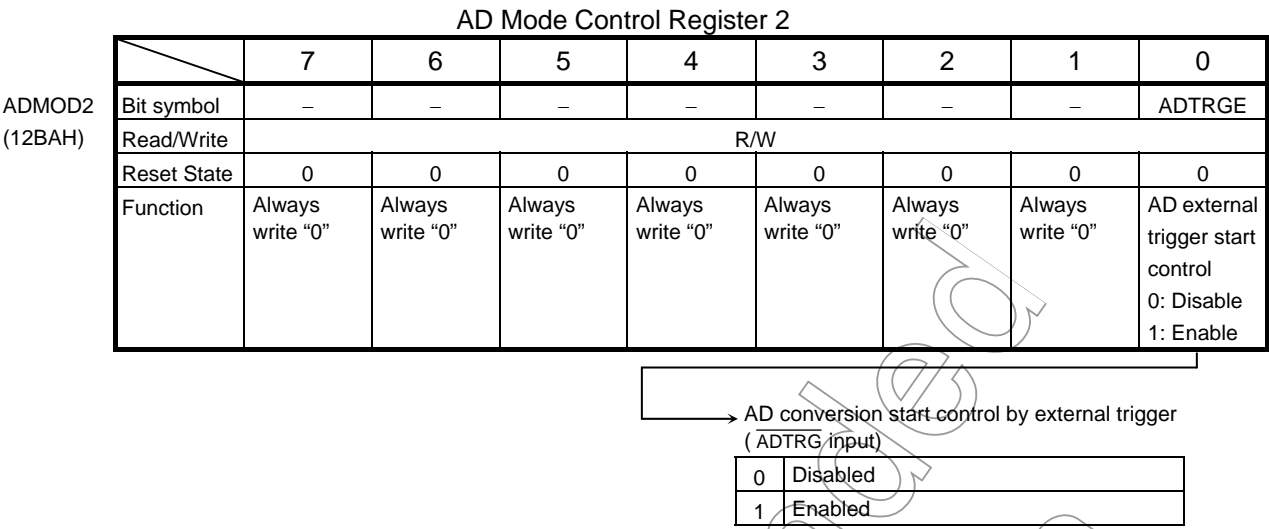 AD Mode Control Register 2
7 6 5 4 3 2 1 0
ADMOD2 Bit symbol – – – – – – – ADTRGE
(12BAH) Read/Write R/W
Reset State 0 0 0 0 0 0 0 0
Function Always write “0” Always write “0” Always write “0” Always write “0” Always write “0” Always write “0” Always write “0” AD external
trigger start
control
0: Disable
1: Enable
AD conversion start control by external trigger
( ADTRG input)
0 Disabled
1 Enabled